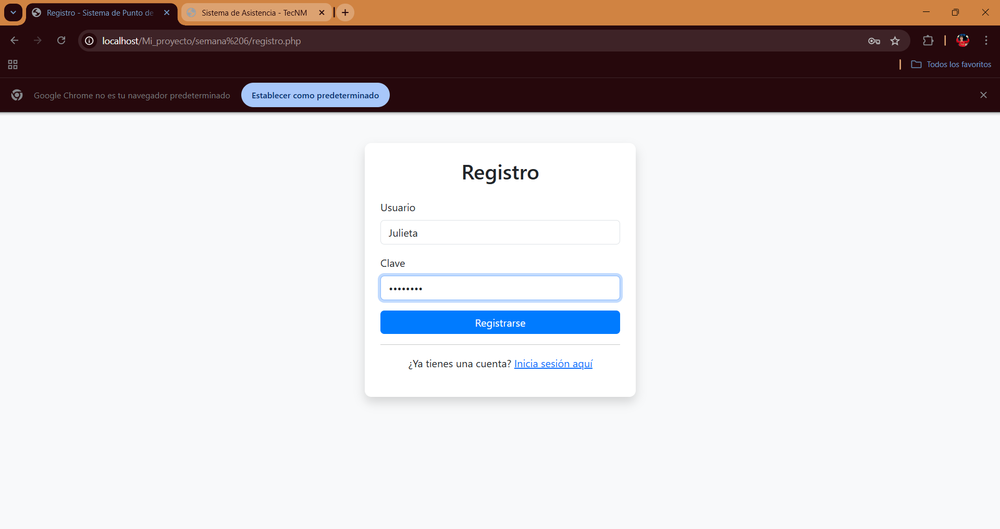 Registro - Sistema de Punto de
Sistema de Asistencia - TecNM
localhost/Mi_proyecto/semana%206/registro.php
Todos los favoritos
Google Chrome no es tu navegador predeterminado
Establecer como predeterminado
Registro
Usuario
Julieta
Clave
••••••••
Registrarse
¿Ya tienes una cuenta? Inicia sesión aquí